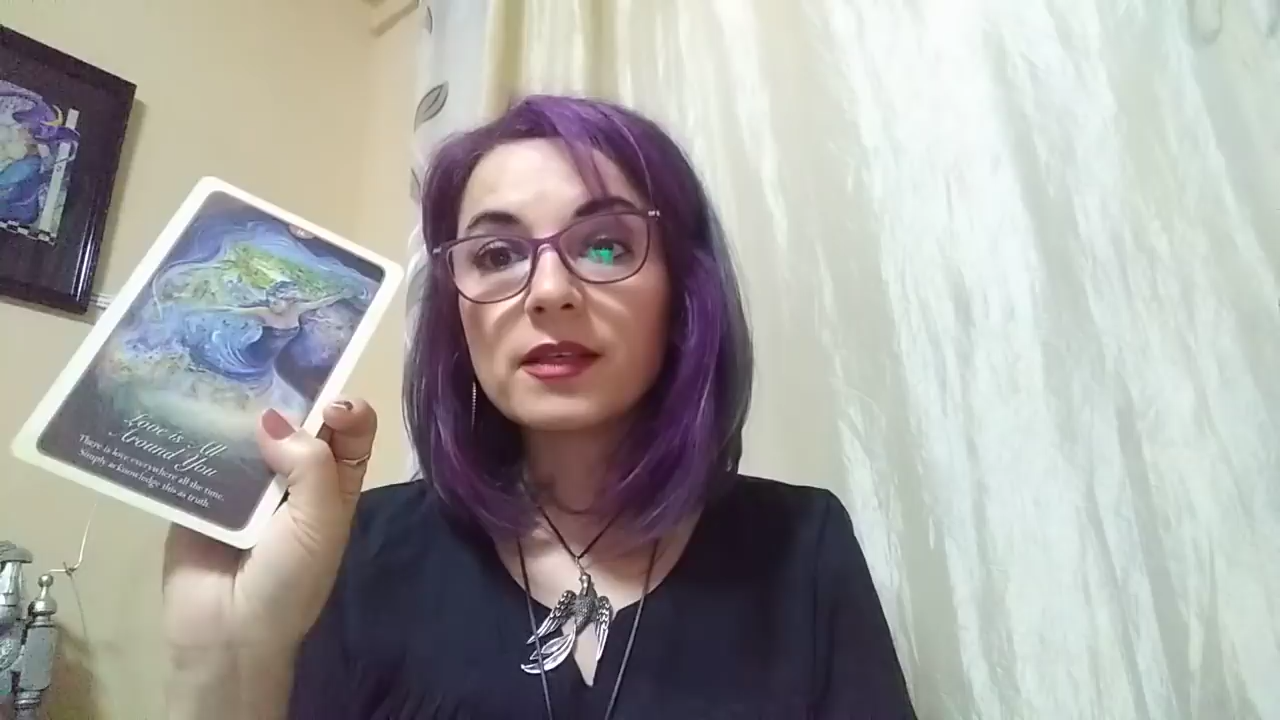 Love is All
Around You
There is love everywhere all the time.
Simply acknowledge this as truth.